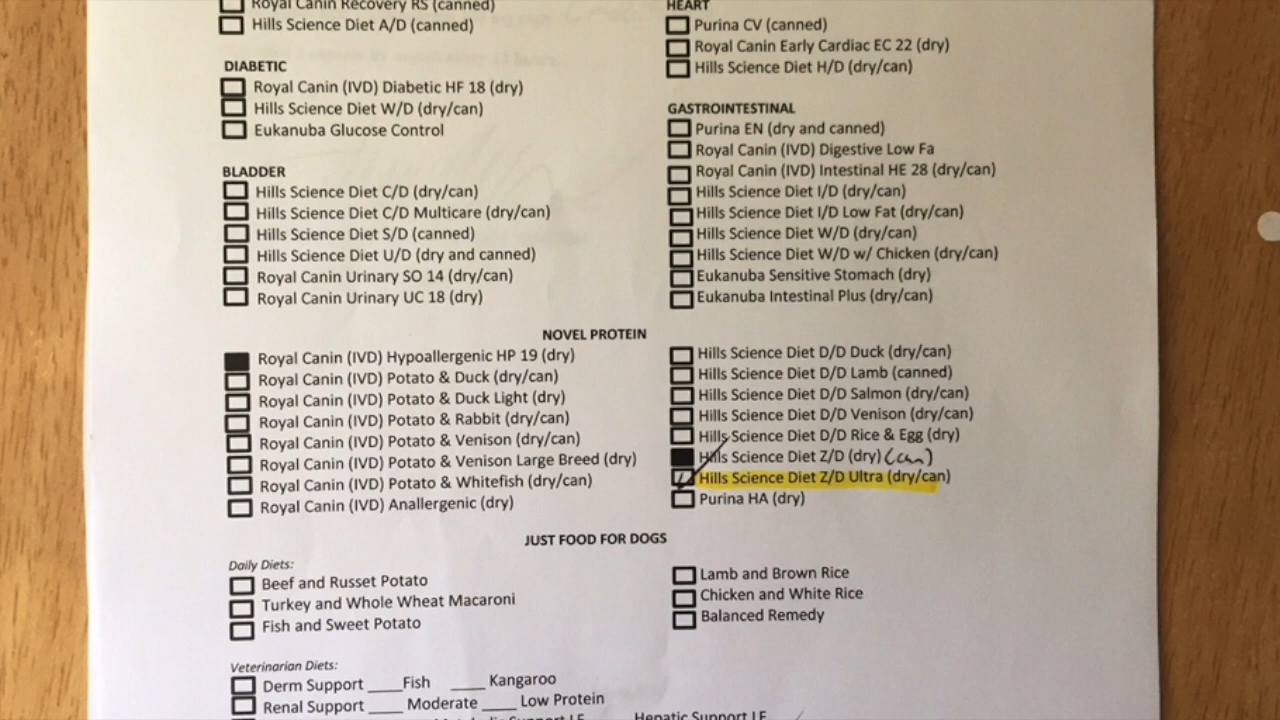 Royal Canin Recovery RS (canned)
Hills Science Diet A/D (canned)
DIABETIC
Royal Canin (IVD) Diabetic HF 18 (dry)
Hills Science Diet W/D (dry/can)
Eukanuba Glucose Control
BLADDER
Hills Science Diet C/D (dry/can)
Hills Science Diet C/D Multicare (dry/can)
Hills Science Diet S/D (canned)
Hills Science Diet U/D (dry and canned)
Royal Canin Urinary SO 14 (dry/can)
Royal Canin Urinary UC 18 (dry)
HEART
Purina CV (canned)
Royal Canin Early Cardiac EC 22 (dry)
Hills Science Diet H/D (dry/can)
GASTROINTESTINAL
Purina EN (dry and canned)
Royal Canin (IVD) Digestive Low Fa
Royal Canin (IVD) Intestinal HE 28 (dry/can)
Hills Science Diet I/D (dry/can)
Hills Science Diet I/D Low Fat (dry/can)
Hills Science Diet W/D (dry/can)
Hills Science Diet W/D w/ Chicken (dry/can)
Eukanuba Sensitive Stomach (dry)
Eukanuba Intestinal Plus (dry/can)
NOVEL PROTEIN
Royal Canin (IVD) Hypoallergenic HP 19 (dry)
Royal Canin (IVD) Potato & Duck (dry/can)
Royal Canin (IVD) Potato & Duck Light (dry)
Royal Canin (IVD) Potato & Rabbit (dry/can)
Royal Canin (IVD) Potato & Venison (dry/can)
Royal Canin (IVD) Potato & Venison Large Breed (dry)
Royal Canin (IVD) Potato & Whitefish (dry/can)
Royal Canin (IVD) Anallergenic (dry)
Hills Science Diet D/D Duck (dry/can)
Hills Science Diet D/D Lamb (canned)
Hills Science Diet D/D Salmon (dry/can)
Hills Science Diet D/D Venison (dry/can)
Hills Science Diet D/D Rice & Egg (dry)
Hills Science Diet Z/D (dry) (can)
Hills Science Diet Z/D Ultra (dry/can)
Purina HA (dry)
JUST FOOD FOR DOGS
Daily Diets:
Beef and Russet Potato
Turkey and Whole Wheat Macaroni
Fish and Sweet Potato
Lamb and Brown Rice
Chicken and White Rice
Balanced Remedy
Veterinarian Diets:
Derm Support ____Fish ____ Kangaroo
Renal Support ____ Moderate ____ Low Protein
Support LF Hepatic Support LF